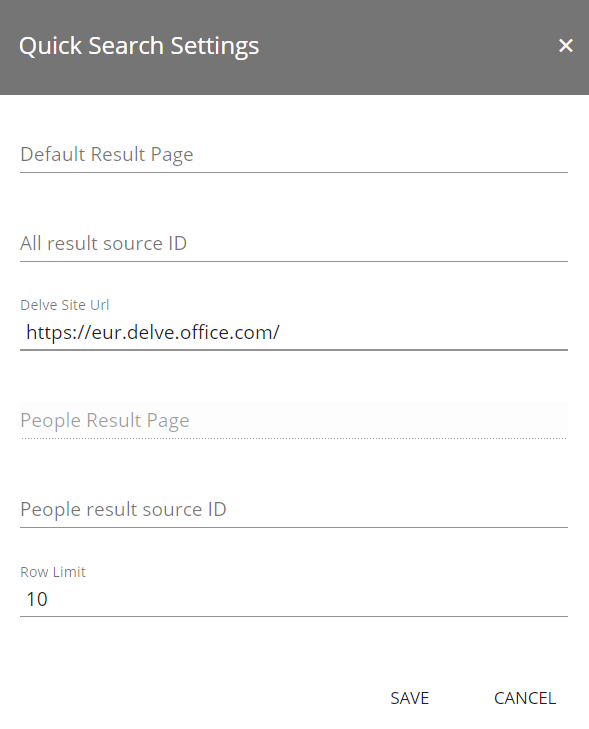 Quick Search Settings
Default Result Page
All result source ID
Delve Site Url
https://eur.delve.office.com/
People Result Page
People result source ID
Row Limit
10
SAVE CANCEL